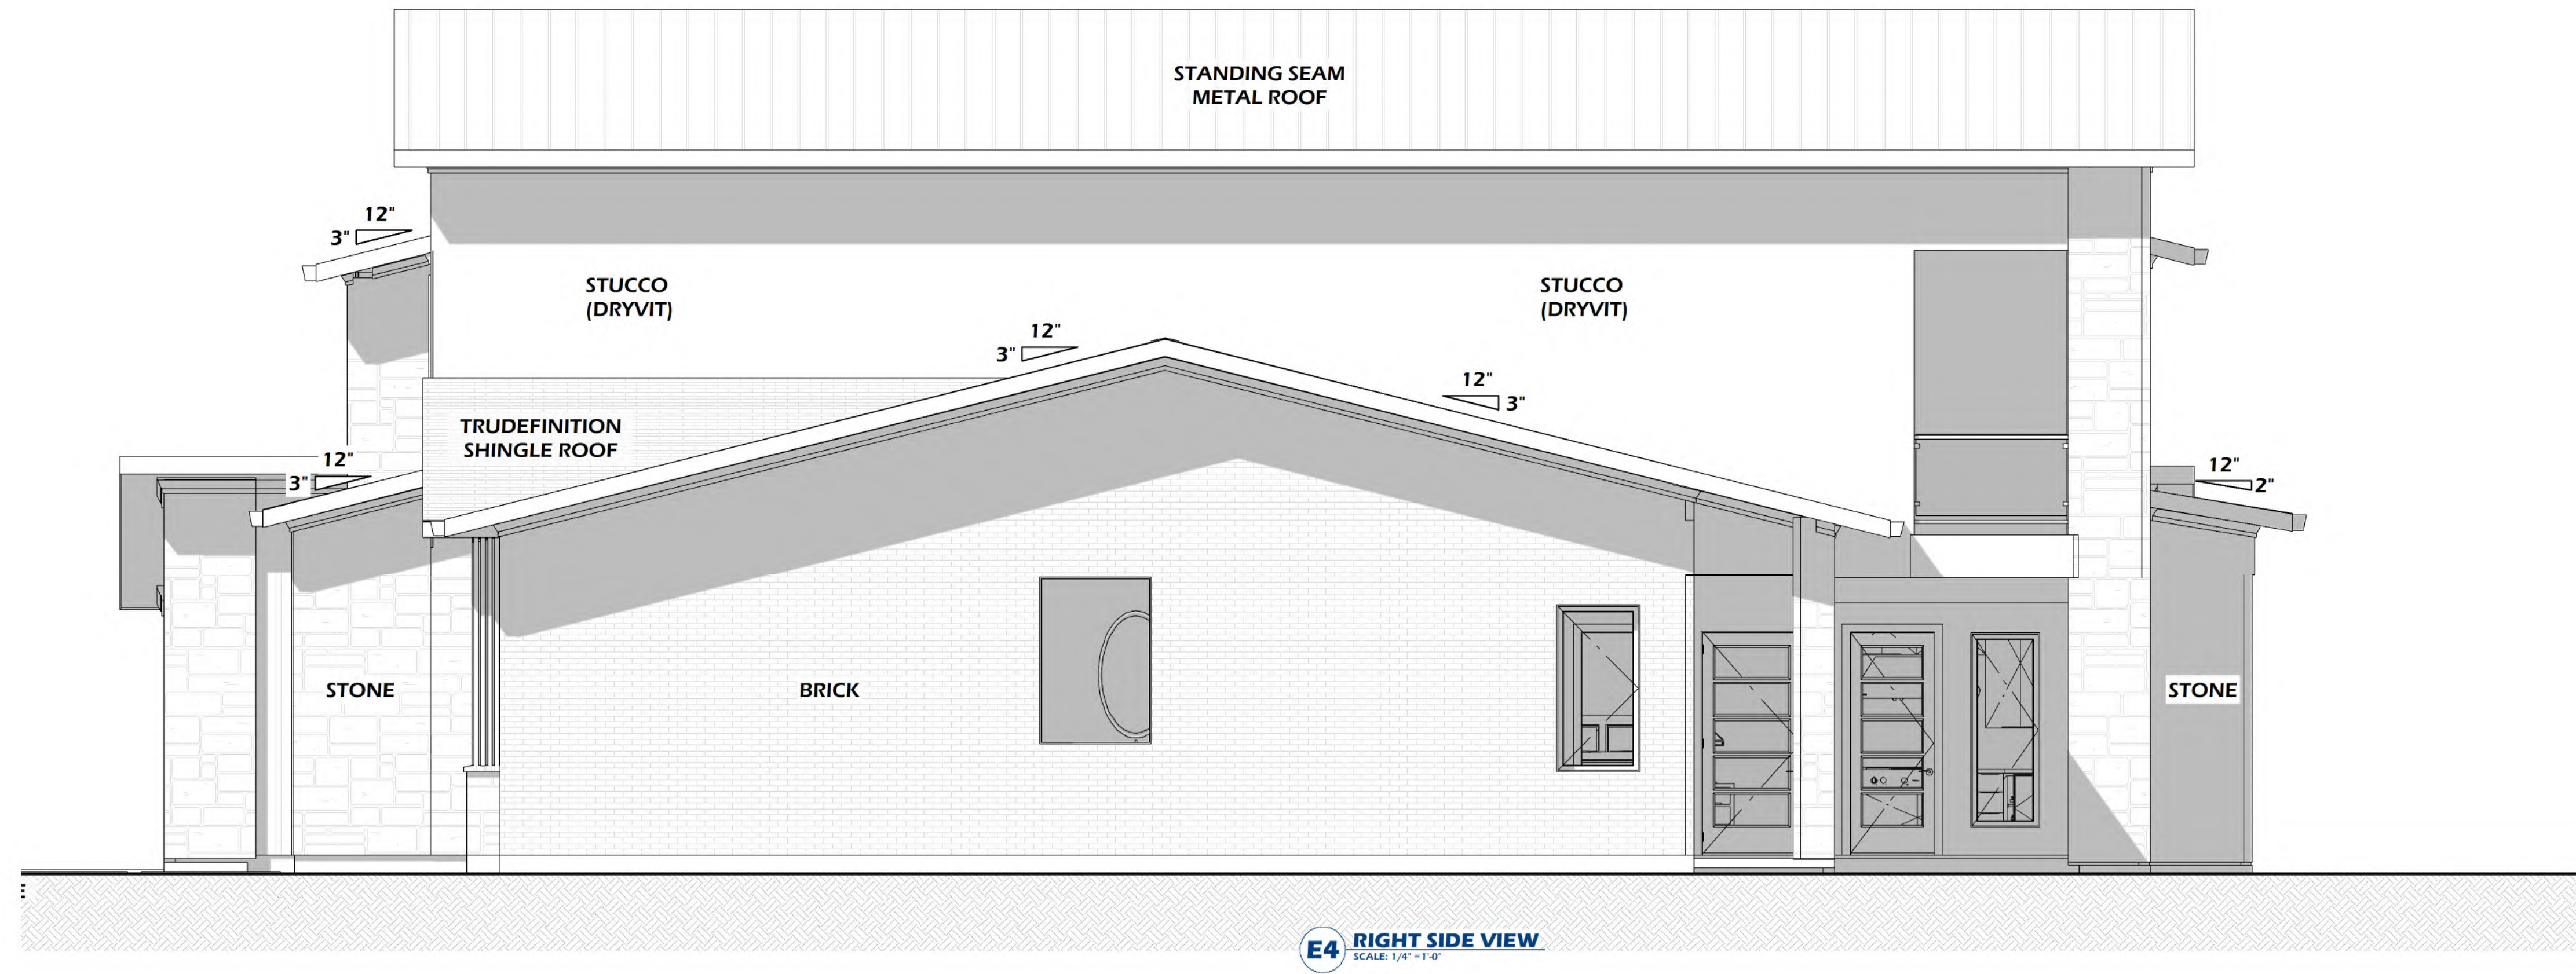 STANDING SEAM
METAL ROOF
12"
3"
STUCCO
(DRYVIT)
STUCCO
(DRYVIT)
12"
3"
12"
3"
TRUDEFINITION
SHINGLE ROOF
12"
3"
12"
2"
STONE
BRICK
STONE
E
E4
RIGHT SIDE VIEW
SCALE: 1/4" = 1'-0"